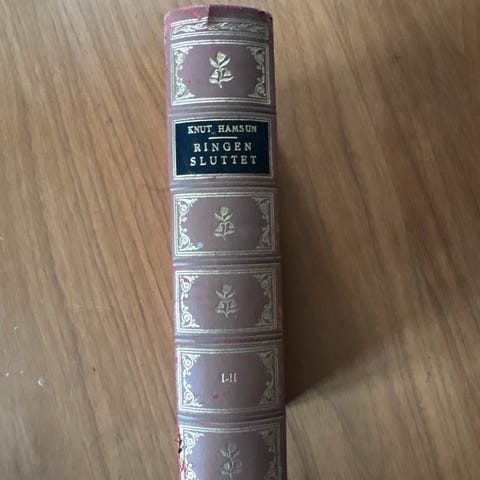 KNUT HAMSUN
RINGEN
SLUTTET
I-II